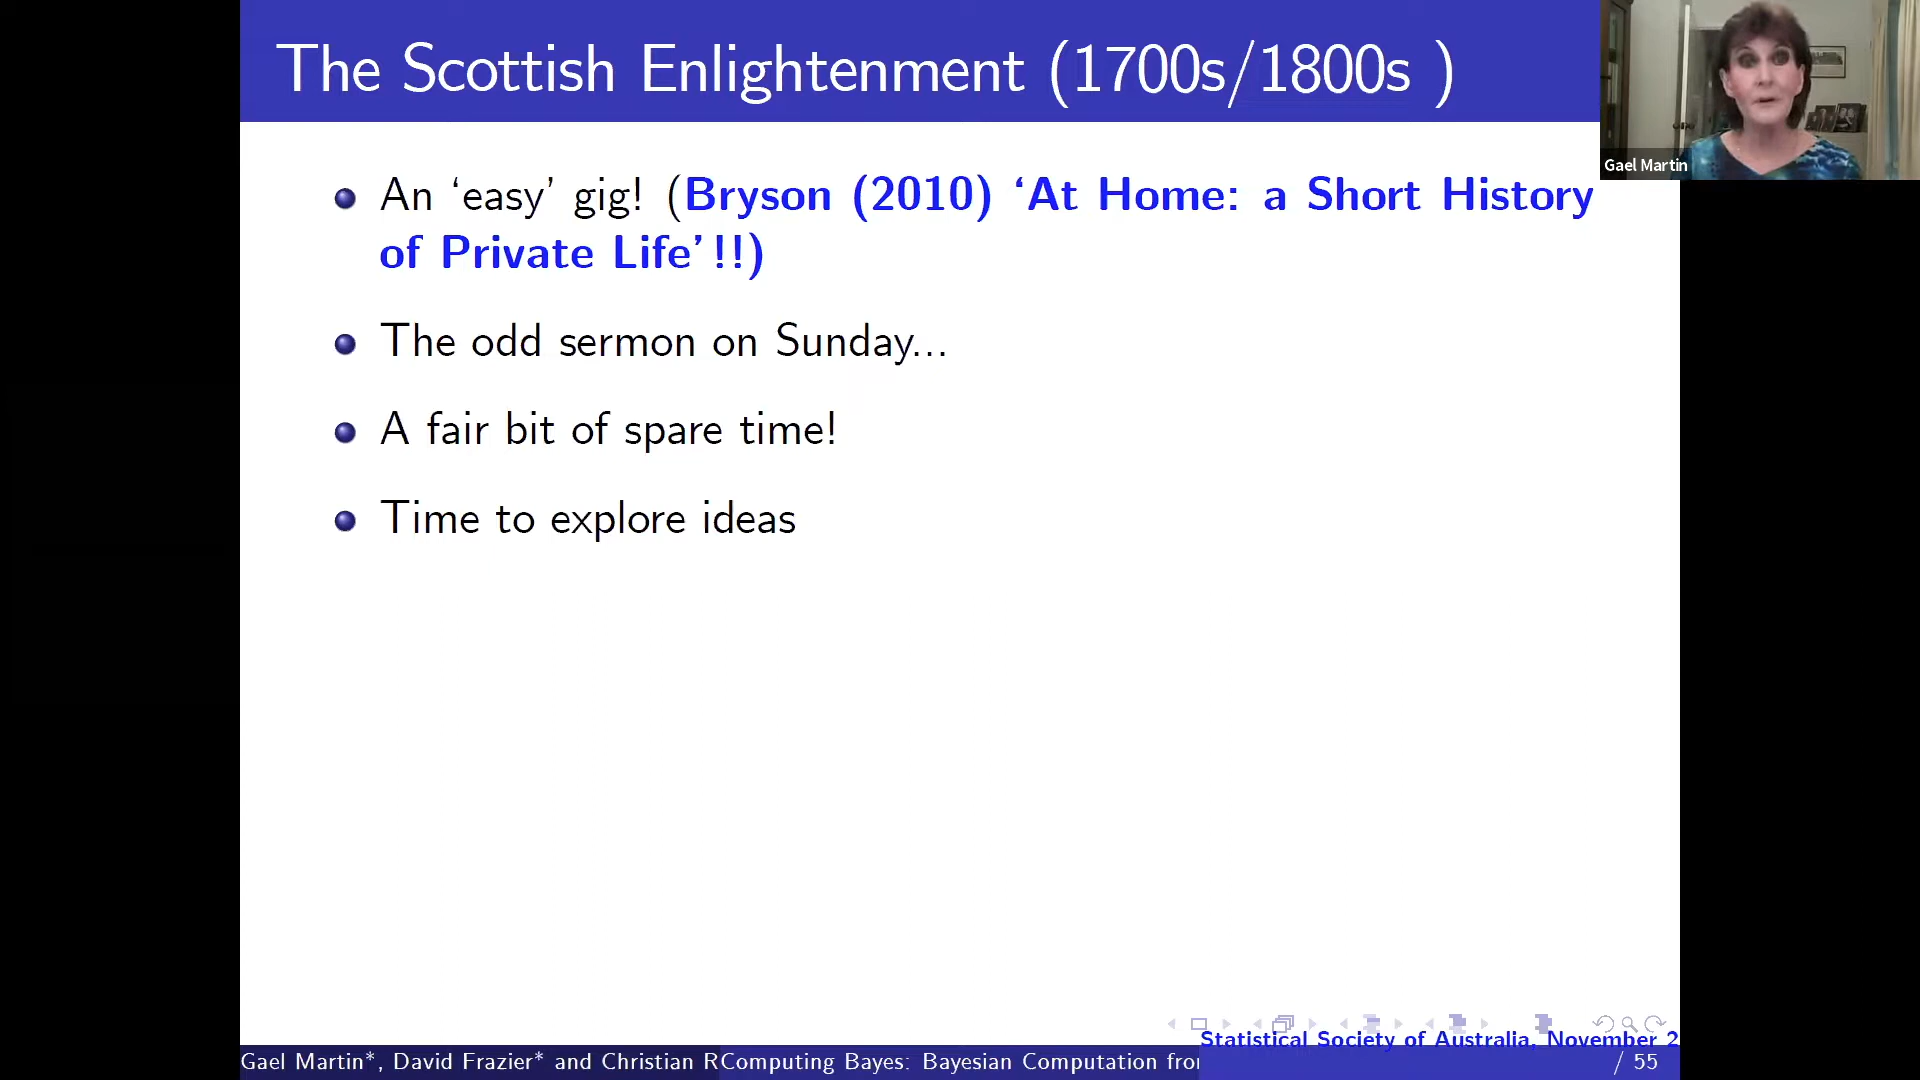 The Scottish Enlightenment (1700s/1800s )
Gael Martin
An ‘easy’ gig! (Bryson (2010) ‘At Home: a Short History
of Private Life’!!)
The odd sermon on Sunday...
A fair bit of spare time!
Time to explore ideas
Statistical Society of Australia, November 2
Gael Martin*, David Frazier* and Christian R
Computing Bayes: Bayesian Computation from
/ 55